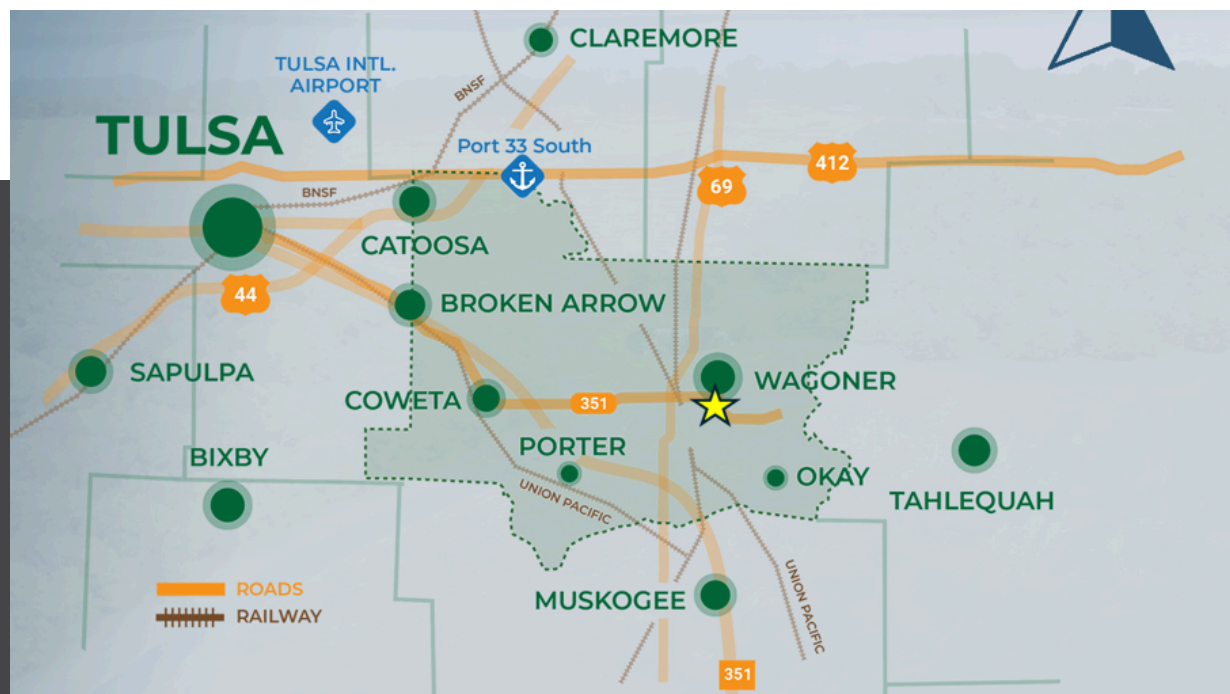 CLAREMORE
TULSA INTL.
AIRPORT
BNSF
TULSA
Port 33 South
412
69
BNSF
CATOOSA
44
BROKEN ARROW
SAPULPA
WAGONER
COWETA
351
PORTER
BIXBY
OKAY
UNION PACIFIC
TAHLEQUAH
ROADS
RAILWAY
MUSKOGEE
UNION PACIFIC
351